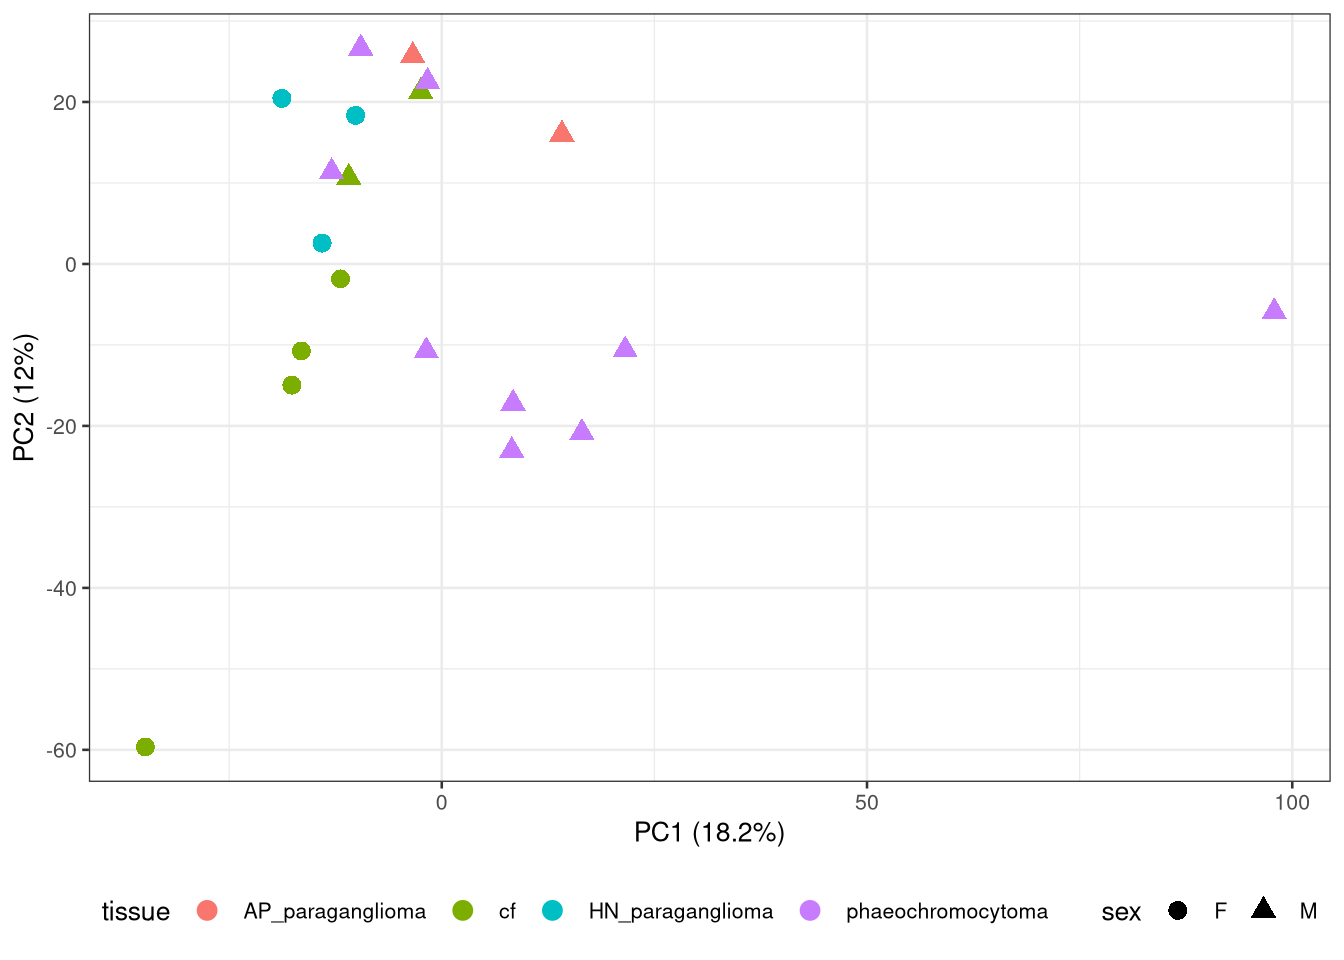 20
0
-20
-40
-60
PC2 (12%)
0 50 100
PC1 (18.2%)
tissue AP_paraganglioma cf HN_paraganglioma phaeochromocytoma sex F M